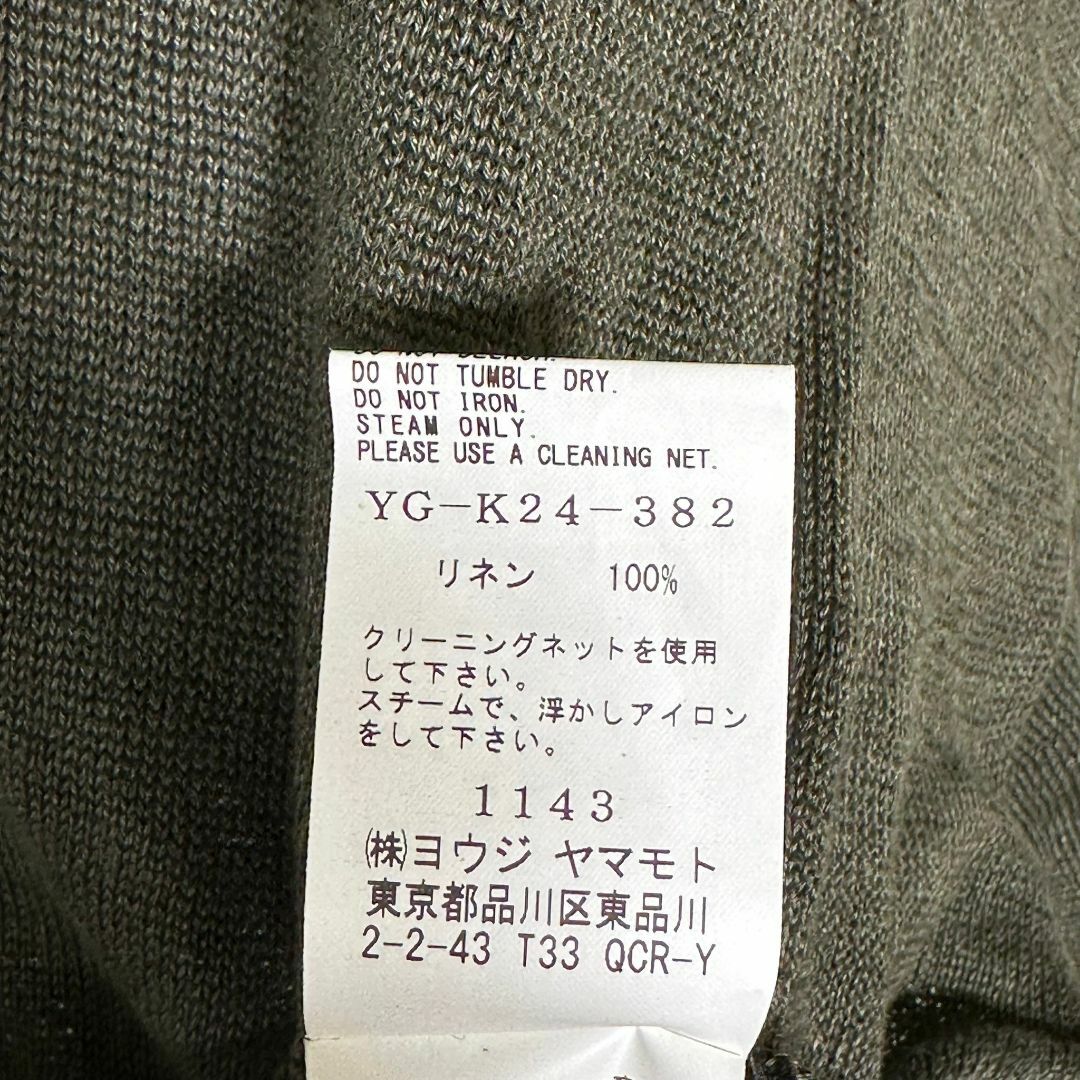 DO NOT BLEACH.
DO NOT TUMBLE DRY.
DO NOT IRON.
STEAM ONLY.
PLEASE USE A CLEANING NET.
YG-K24-382
リネン 100%
クリーニングネットを使用
して下さい。
スチームで、浮かしアイロン
をして下さい。
1143
㈱ヨウジ ヤマモト
東京都品川区東品川
2-2-43 T33 QCR-Y